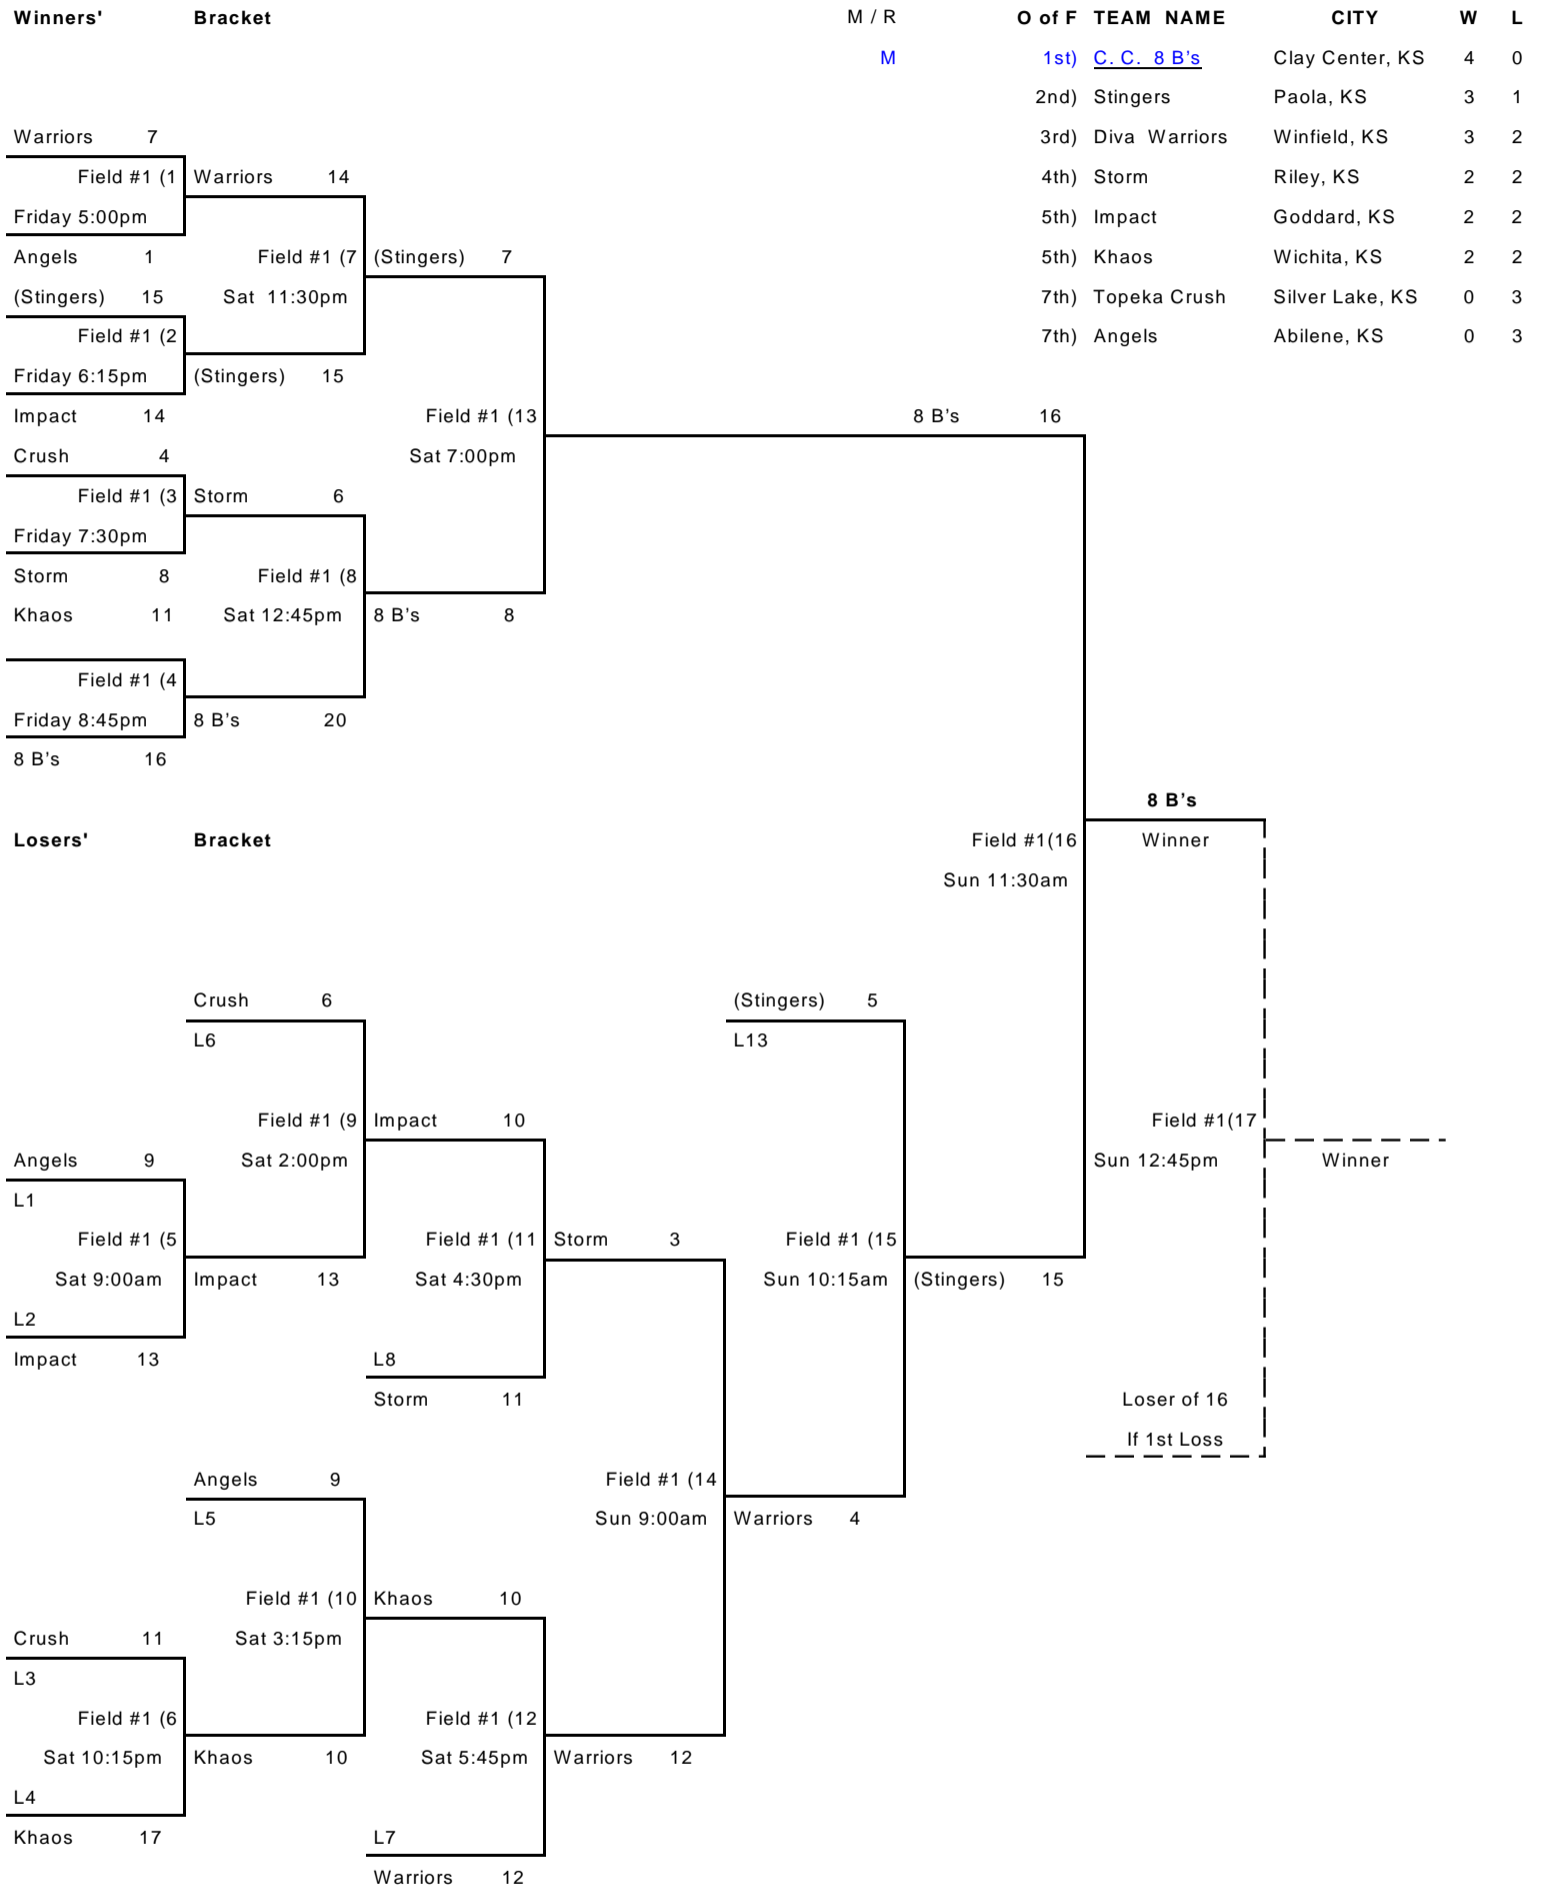 Winners' Bracket M / R O of F TEAM NAME CITY W L
M 1st) C. C. 8 B's Clay Center, KS 4 0
2nd) Stingers Paola, KS 3 1
Warriors 7 3rd) Diva Warriors Winfield, KS 3 2
Field #1 (1 Warriors 14 4th) Storm Riley, KS 2 2
Friday 5:00pm 5th) Impact Goddard, KS 2 2
Angels 1 Field #1 (7 (Stingers) 7 5th) Khaos Wichita, KS 2 2
(Stingers) 15 Sat 11:30pm 7th) Topeka Crush Silver Lake, KS 0 3
Field #1 (2 7th) Angels Abilene, KS 0 3
Friday 6:15pm (Stingers) 15
Impact 14 Field #1 (13 8 B's 16
Crush 4 Sat 7:00pm
Field #1 (3 Storm 6
Friday 7:30pm
Storm 8 Field #1 (8
Khaos 11 Sat 12:45pm 8 B's 8
Field #1 (4
Friday 8:45pm 8 B's 20
8 B's 16
8 B's
Losers' Bracket Field #1(16 Winner
Sun 11:30am
Crush 6 (Stingers) 5
L6 L13
Field #1 (9 Impact 10 Field #1(17
Angels 9 Sat 2:00pm Sun 12:45pm Winner
L1
Field #1 (5 Field #1 (11 Storm 3 Field #1 (15
Sat 9:00am Impact 13 Sat 4:30pm Sun 10:15am (Stingers) 15
L2
Impact 13 L8
Storm 11 Loser of 16
If 1st Loss
Angels 9 Field #1 (14
L5 Sun 9:00am Warriors 4
Field #1 (10 Khaos 10
Crush 11 Sat 3:15pm
L3
Field #1 (6 Field #1 (12
Sat 10:15pm Khaos 10 Sat 5:45pm Warriors 12
L4
Khaos 17 L7
Warriors 12